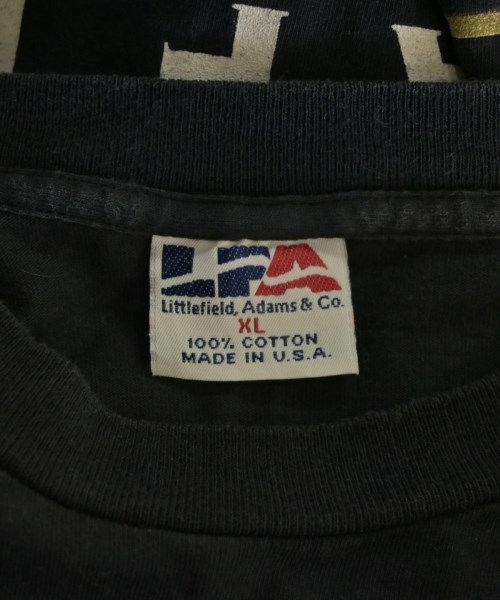 LFA
Littlefield, Adams & Co.
XL
100% COTTON
MADE IN U.S.A.